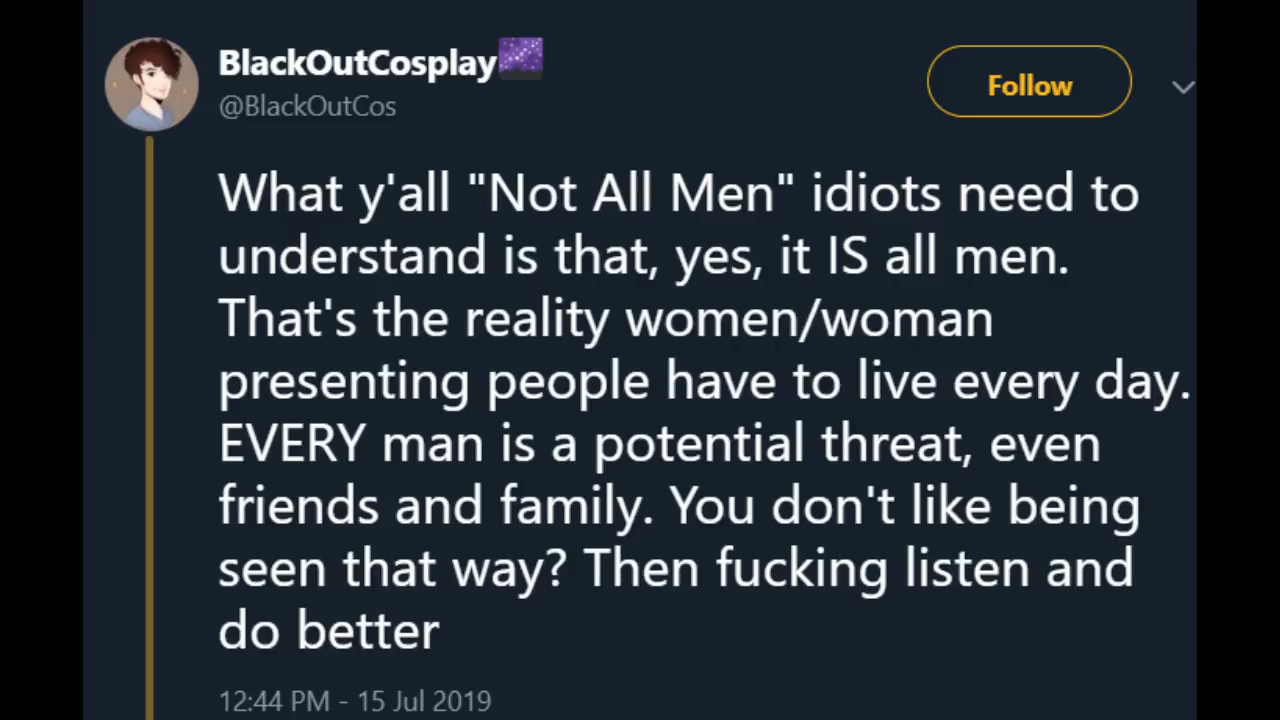 BlackOutCosplay
@BlackOutCos
Follow
What y'all "Not All Men" idiots need to
understand is that, yes, it IS all men.
That's the reality women/woman
presenting people have to live every day.
EVERY man is a potential threat, even
friends and family. You don't like being
seen that way? Then fucking listen and
do better
12:44 PM - 15 Jul 2019